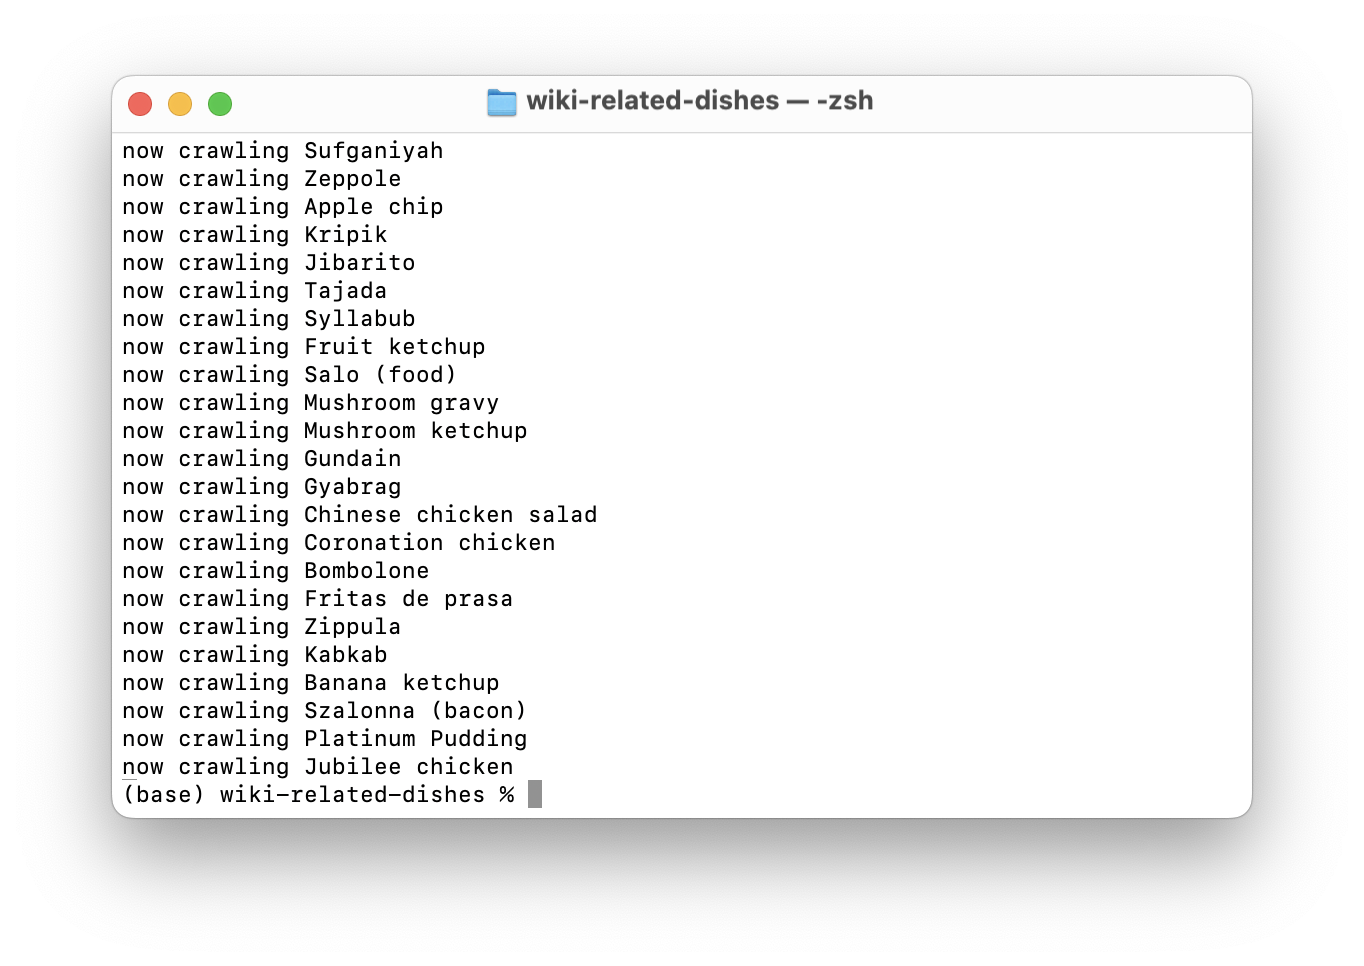 wiki-related-dishes — -zsh
now crawling Sufganiyah
now crawling Zeppole
now crawling Apple chip
now crawling Kripik
now crawling Jibarito
now crawling Tajada
now crawling Syllabub
now crawling Fruit ketchup
now crawling Salo (food)
now crawling Mushroom gravy
now crawling Mushroom ketchup
now crawling Gundain
now crawling Gyabrag
now crawling Chinese chicken salad
now crawling Coronation chicken
now crawling Bombolone
now crawling Fritas de prasa
now crawling Zippula
now crawling Kabkab
now crawling Banana ketchup
now crawling Szalonna (bacon)
now crawling Platinum Pudding
now crawling Jubilee chicken
(base) wiki-related-dishes %